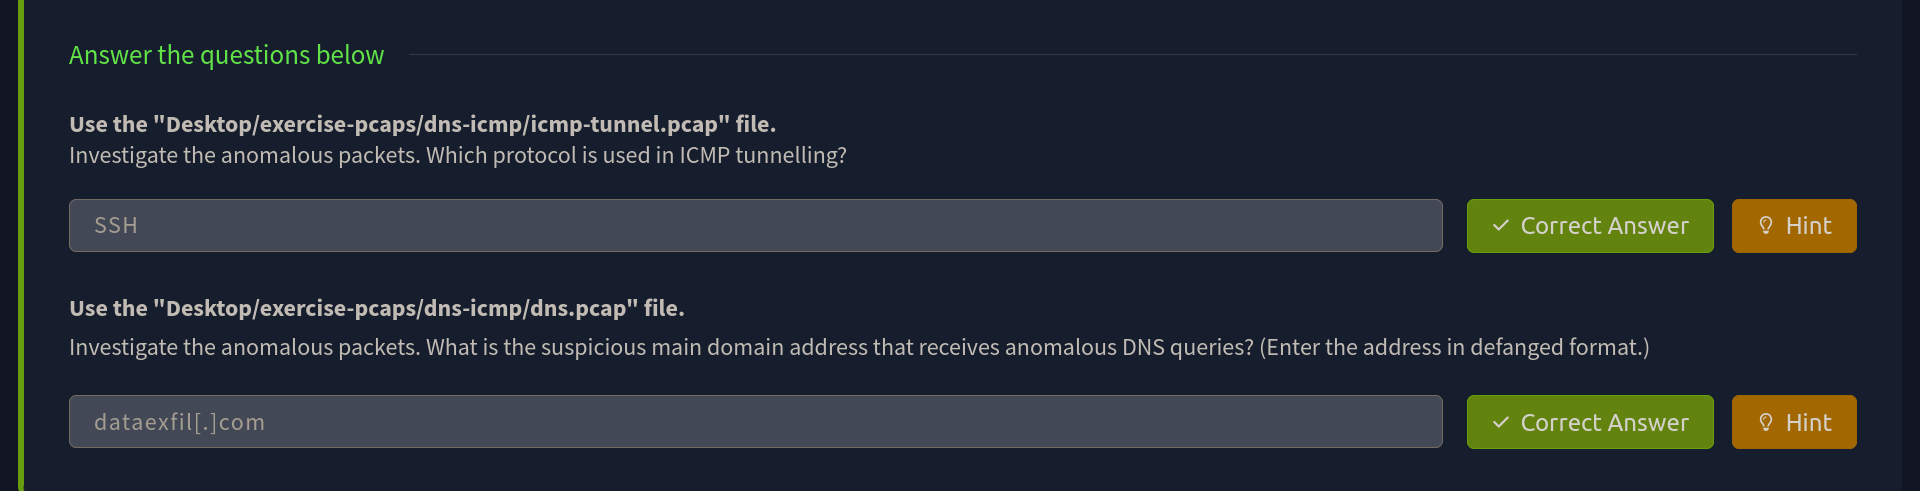 Answer the questions below
Use the "Desktop/exercise-pcaps/dns-icmp/icmp-tunnel.pcap" file.
Investigate the anomalous packets. Which protocol is used in ICMP tunnelling?
SSH
Correct Answer
Hint
Use the "Desktop/exercise-pcaps/dns-icmp/dns.pcap" file.
Investigate the anomalous packets. What is the suspicious main domain address that receives anomalous DNS queries? (Enter the address in defanged format.)
dataexfil[.]com
Correct Answer
Hint